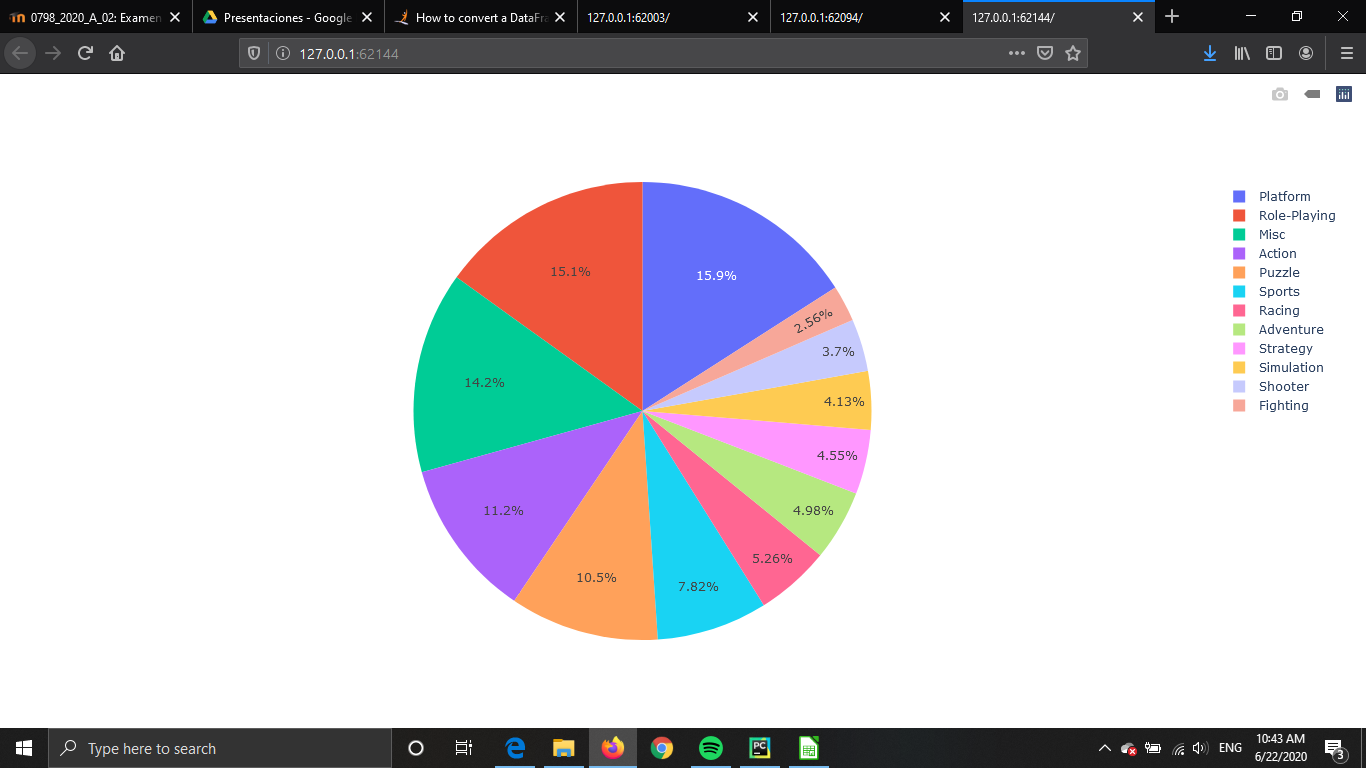 0798_2020_A_02: Examen
Presentaciones - Google
How to convert a DataFra
127.0.0.1:62003/
127.0.0.1:62094/
127.0.0.1:62144/
127.0.0.1:62144
Platform
Role-Playing
Misc
Action
Puzzle
Sports
Racing
Adventure
Strategy
Simulation
Shooter
Fighting
15.1%
15.9%
2.56%
3.7%
14.2%
4.13%
4.55%
11.2%
4.98%
5.26%
10.5%
7.82%
Type here to search
PC
ENG
10:43 AM
6/22/2020
3